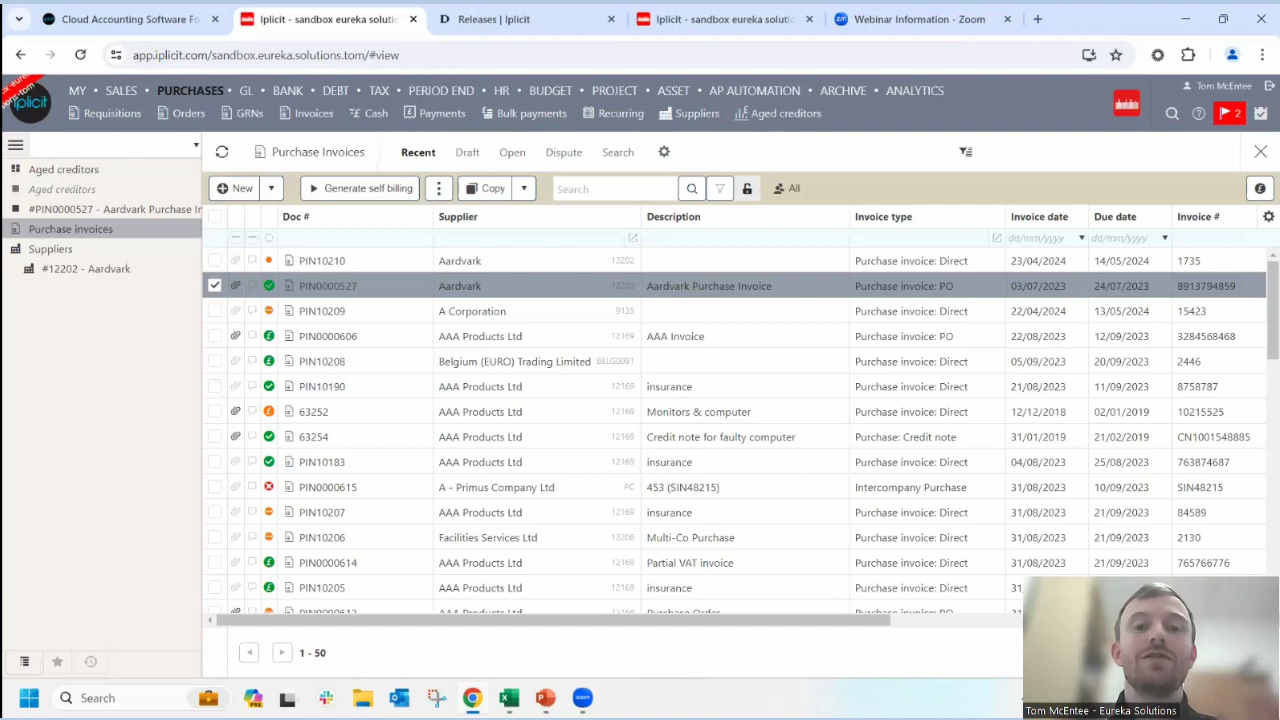 Cloud Accounting Software Fo
Iplicit - sandbox eureka solutio
Releases | Iplicit
Iplicit - sandbox eureka solutio
Webinar Information - Zoom
app.iplicit.com/sandbox.eureka.solutions.tom/#view
MY SALES PURCHASES GL BANK DEBT TAX PERIOD END HR BUDGET PROJECT ASSET AP AUTOMATION ARCHIVE ANALYTICS
Tom McEntee
Requisitions Orders GRNs Invoices Cash Payments Bulk payments Recurring Suppliers Aged creditors
2
Aged creditors
Aged creditors
#PIN0000527 - Aardvark Purchase In
Purchase invoices
Suppliers
#12202 - Aardvark
Purchase Invoices Recent Draft Open Dispute Search
New Generate self billing Copy Search All
Doc # Supplier Description Invoice type Invoice date Due date Invoice #
dd/mm/yyyy dd/mm/yyyy
PIN10210 Aardvark 12202 Purchase invoice: Direct 23/04/2024 14/05/2024 1735
PIN0000527 Aardvark 12202 Aardvark Purchase Invoice Purchase invoice: PO 03/07/2023 24/07/2023 8913794859
PIN10209 A Corporation 9135 Purchase invoice: Direct 22/04/2024 13/05/2024 15423
PIN0000606 AAA Products Ltd 12169 AAA Invoice Purchase invoice: PO 22/08/2023 12/09/2023 3284568468
PIN10208 Belgium (EURO) Trading Limited BELG0091 Purchase invoice: Direct 05/09/2023 20/09/2023 2446
PIN10190 AAA Products Ltd 12169 insurance Purchase invoice: Direct 21/08/2023 11/09/2023 8758787
63252 AAA Products Ltd 12169 Monitors & computer Purchase invoice: Direct 12/12/2018 02/01/2019 10215525
63254 AAA Products Ltd 12169 Credit note for faulty computer Purchase: Credit note 31/01/2019 21/02/2019 CN1001548885
PIN10183 AAA Products Ltd 12169 insurance Purchase invoice: Direct 04/08/2023 25/08/2023 763874687
PIN0000615 A - Primus Company Ltd PC 453 (SIN48215) Intercompany Purchase 31/08/2023 10/09/2023 SIN48215
PIN10207 AAA Products Ltd 12169 insurance Purchase invoice: Direct 31/08/2023 21/09/2023 84589
PIN10206 Facilities Services Ltd 12206 Multi-Co Purchase Purchase invoice: Direct 31/08/2023 21/09/2023 2130
PIN0000614 AAA Products Ltd 12169 Partial VAT invoice Purchase invoice: Direct 31/08/2023 21/09/2023 765766776
PIN10205 AAA Products Ltd 12169 insurance Purchase invoice: Direct 31/
PIN0000613 AAA Products Ltd 12169 Purchase Order Purchase invoice: PO
1 - 50
Search
Tom McEntee - Eureka Solutions